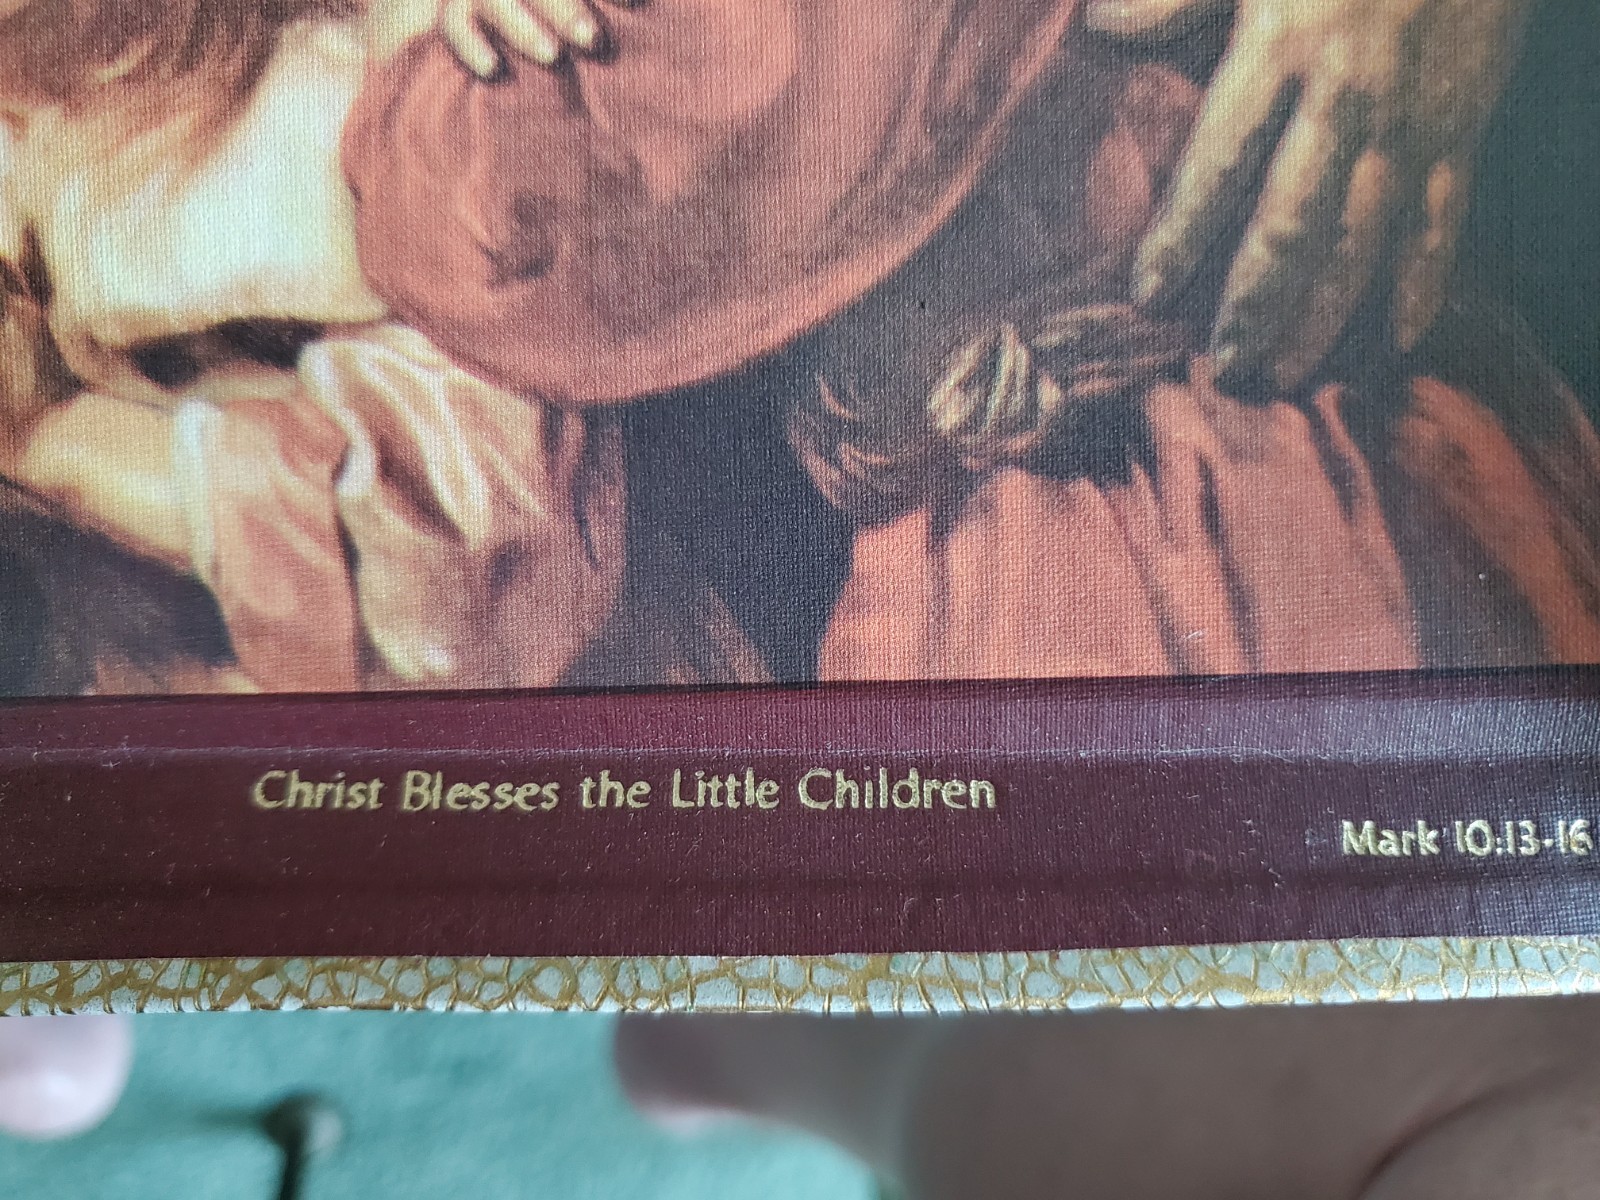 Christ Blesses the Little Children
Mark 10:13-16